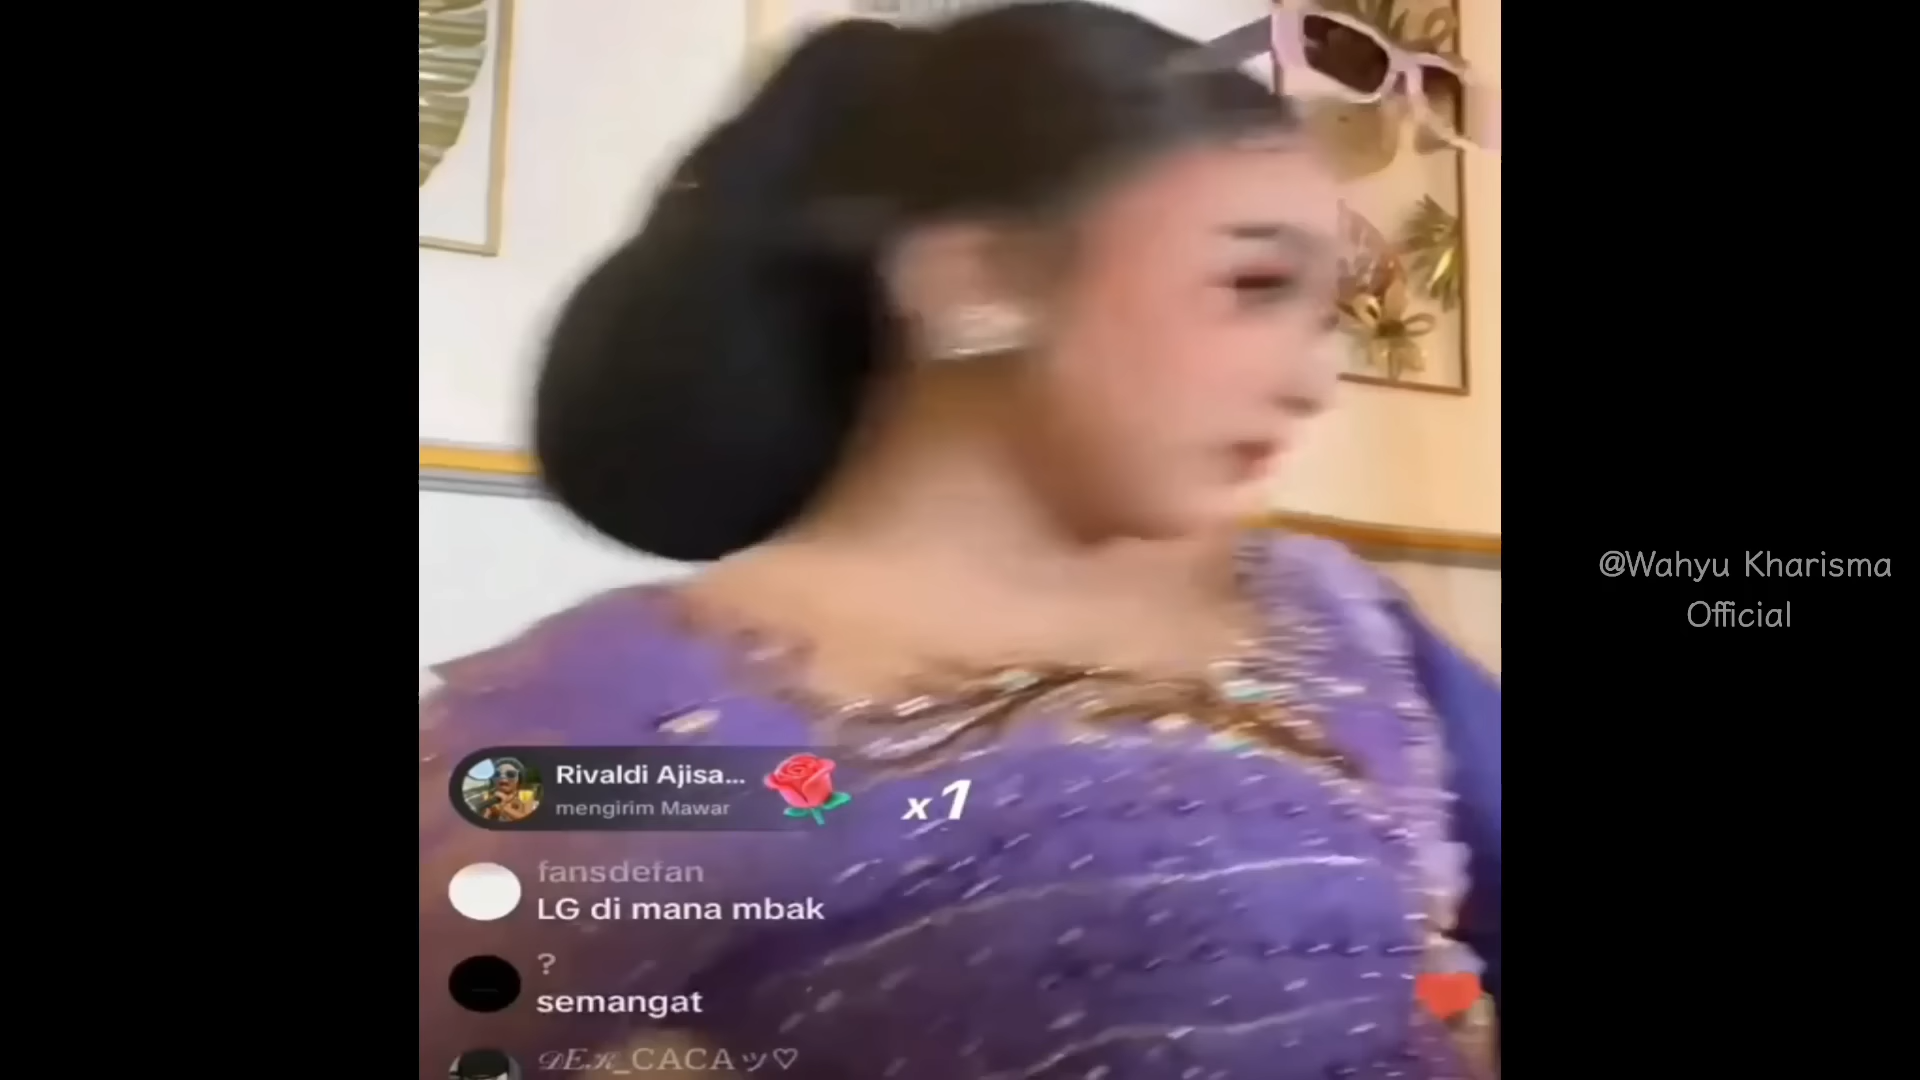 @Wahyu Kharisma
Official
Rivaldi Ajisa...
mengirim Mawar
x1
fansdefan
LG di mana mbak
?
semangat
𝒟𝐸𝒦_CACAツ♡